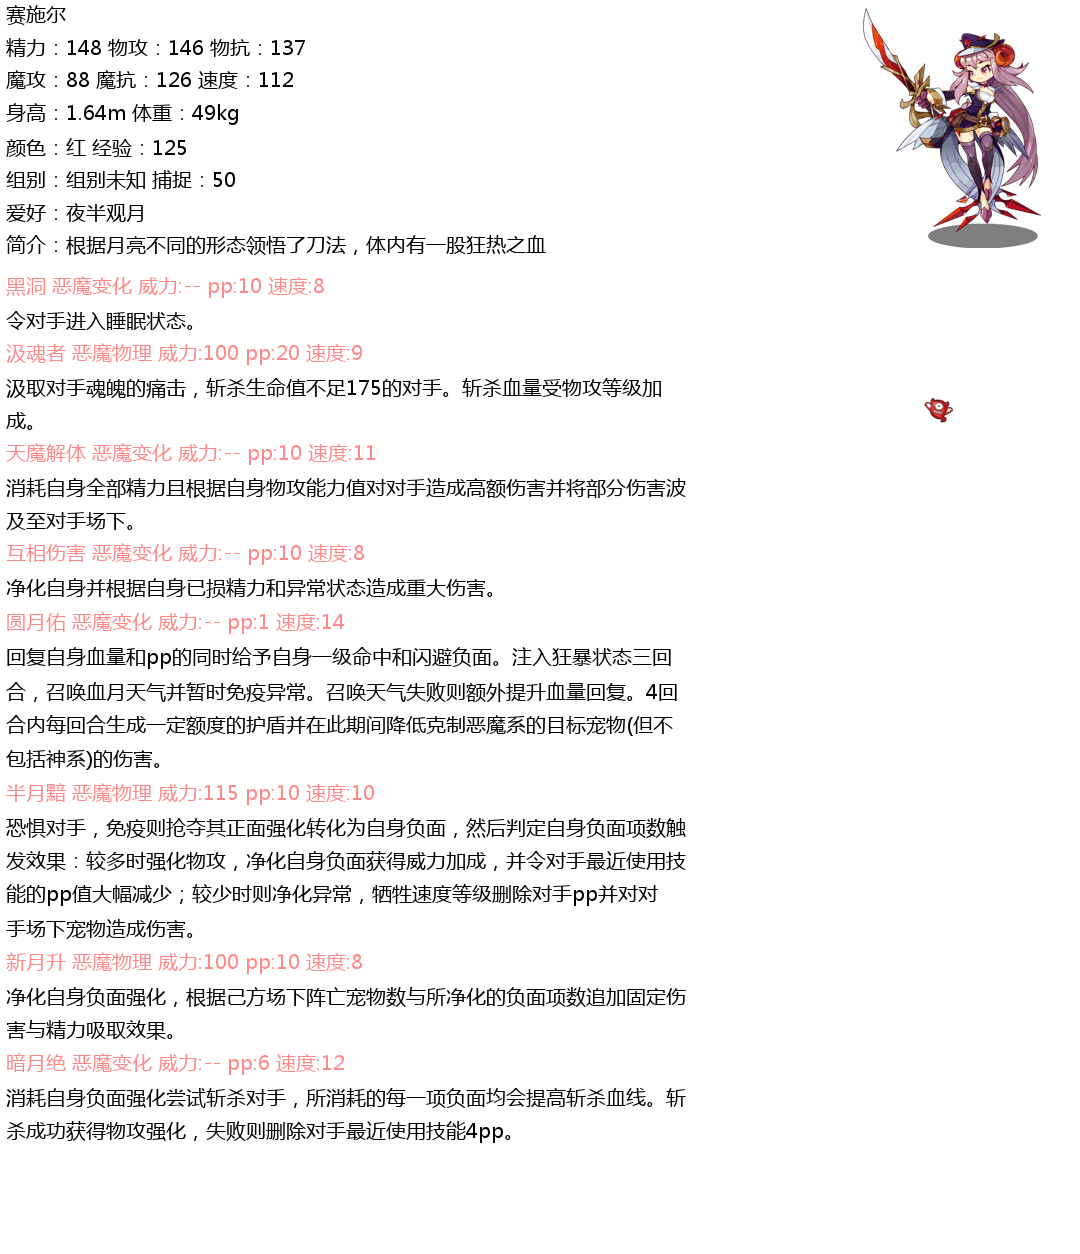 赛施尔
精力：148 物攻：146 物抗：137
魔攻：88 魔抗：126 速度：112
身高：1.64m 体重：49kg
颜色：红 经验：125
组别：组别未知 捕捉：50
爱好：夜半观月
简介：根据月亮不同的形态领悟了刀法，体内有一股狂热之血
黑洞 恶魔变化 威力:-- pp:10 速度:8
令对手进入睡眠状态。
汲魂者 恶魔物理 威力:100 pp:20 速度:9
汲取对手魂魄的痛击，斩杀生命值不足175的对手。斩杀血量受物攻等级加
成。
天魔解体 恶魔变化 威力:-- pp:10 速度:11
消耗自身全部精力且根据自身物攻能力值对对手造成高额伤害并将部分伤害波
及至对手场下。
互相伤害 恶魔变化 威力:-- pp:10 速度:8
净化自身并根据自身已损精力和异常状态造成重大伤害。
圆月佑 恶魔变化 威力:-- pp:1 速度:14
回复自身血量和pp的同时给予自身一级命中和闪避负面。注入狂暴状态三回
合，召唤血月天气并暂时免疫异常。召唤天气失败则额外提升血量回复。4回
合内每回合生成一定额度的护盾并在此期间降低克制恶魔系的目标宠物(但不
包括神系)的伤害。
半月黯 恶魔物理 威力:115 pp:10 速度:10
恐惧对手，免疫则抢夺其正面强化转化为自身负面，然后判定自身负面项数触
发效果：较多时强化物攻，净化自身负面获得威力加成，并令对手最近使用技
能的pp值大幅减少；较少时则净化异常，牺牲速度等级删除对手pp并对对
手场下宠物造成伤害。
新月升 恶魔物理 威力:100 pp:10 速度:8
净化自身负面强化，根据己方场下阵亡宠物数与所净化的负面项数追加固定伤
害与精力吸取效果。
暗月绝 恶魔变化 威力:-- pp:6 速度:12
消耗自身负面强化尝试斩杀对手，所消耗的每一项负面均会提高斩杀血线。斩
杀成功获得物攻强化，失败则删除对手最近使用技能4pp。